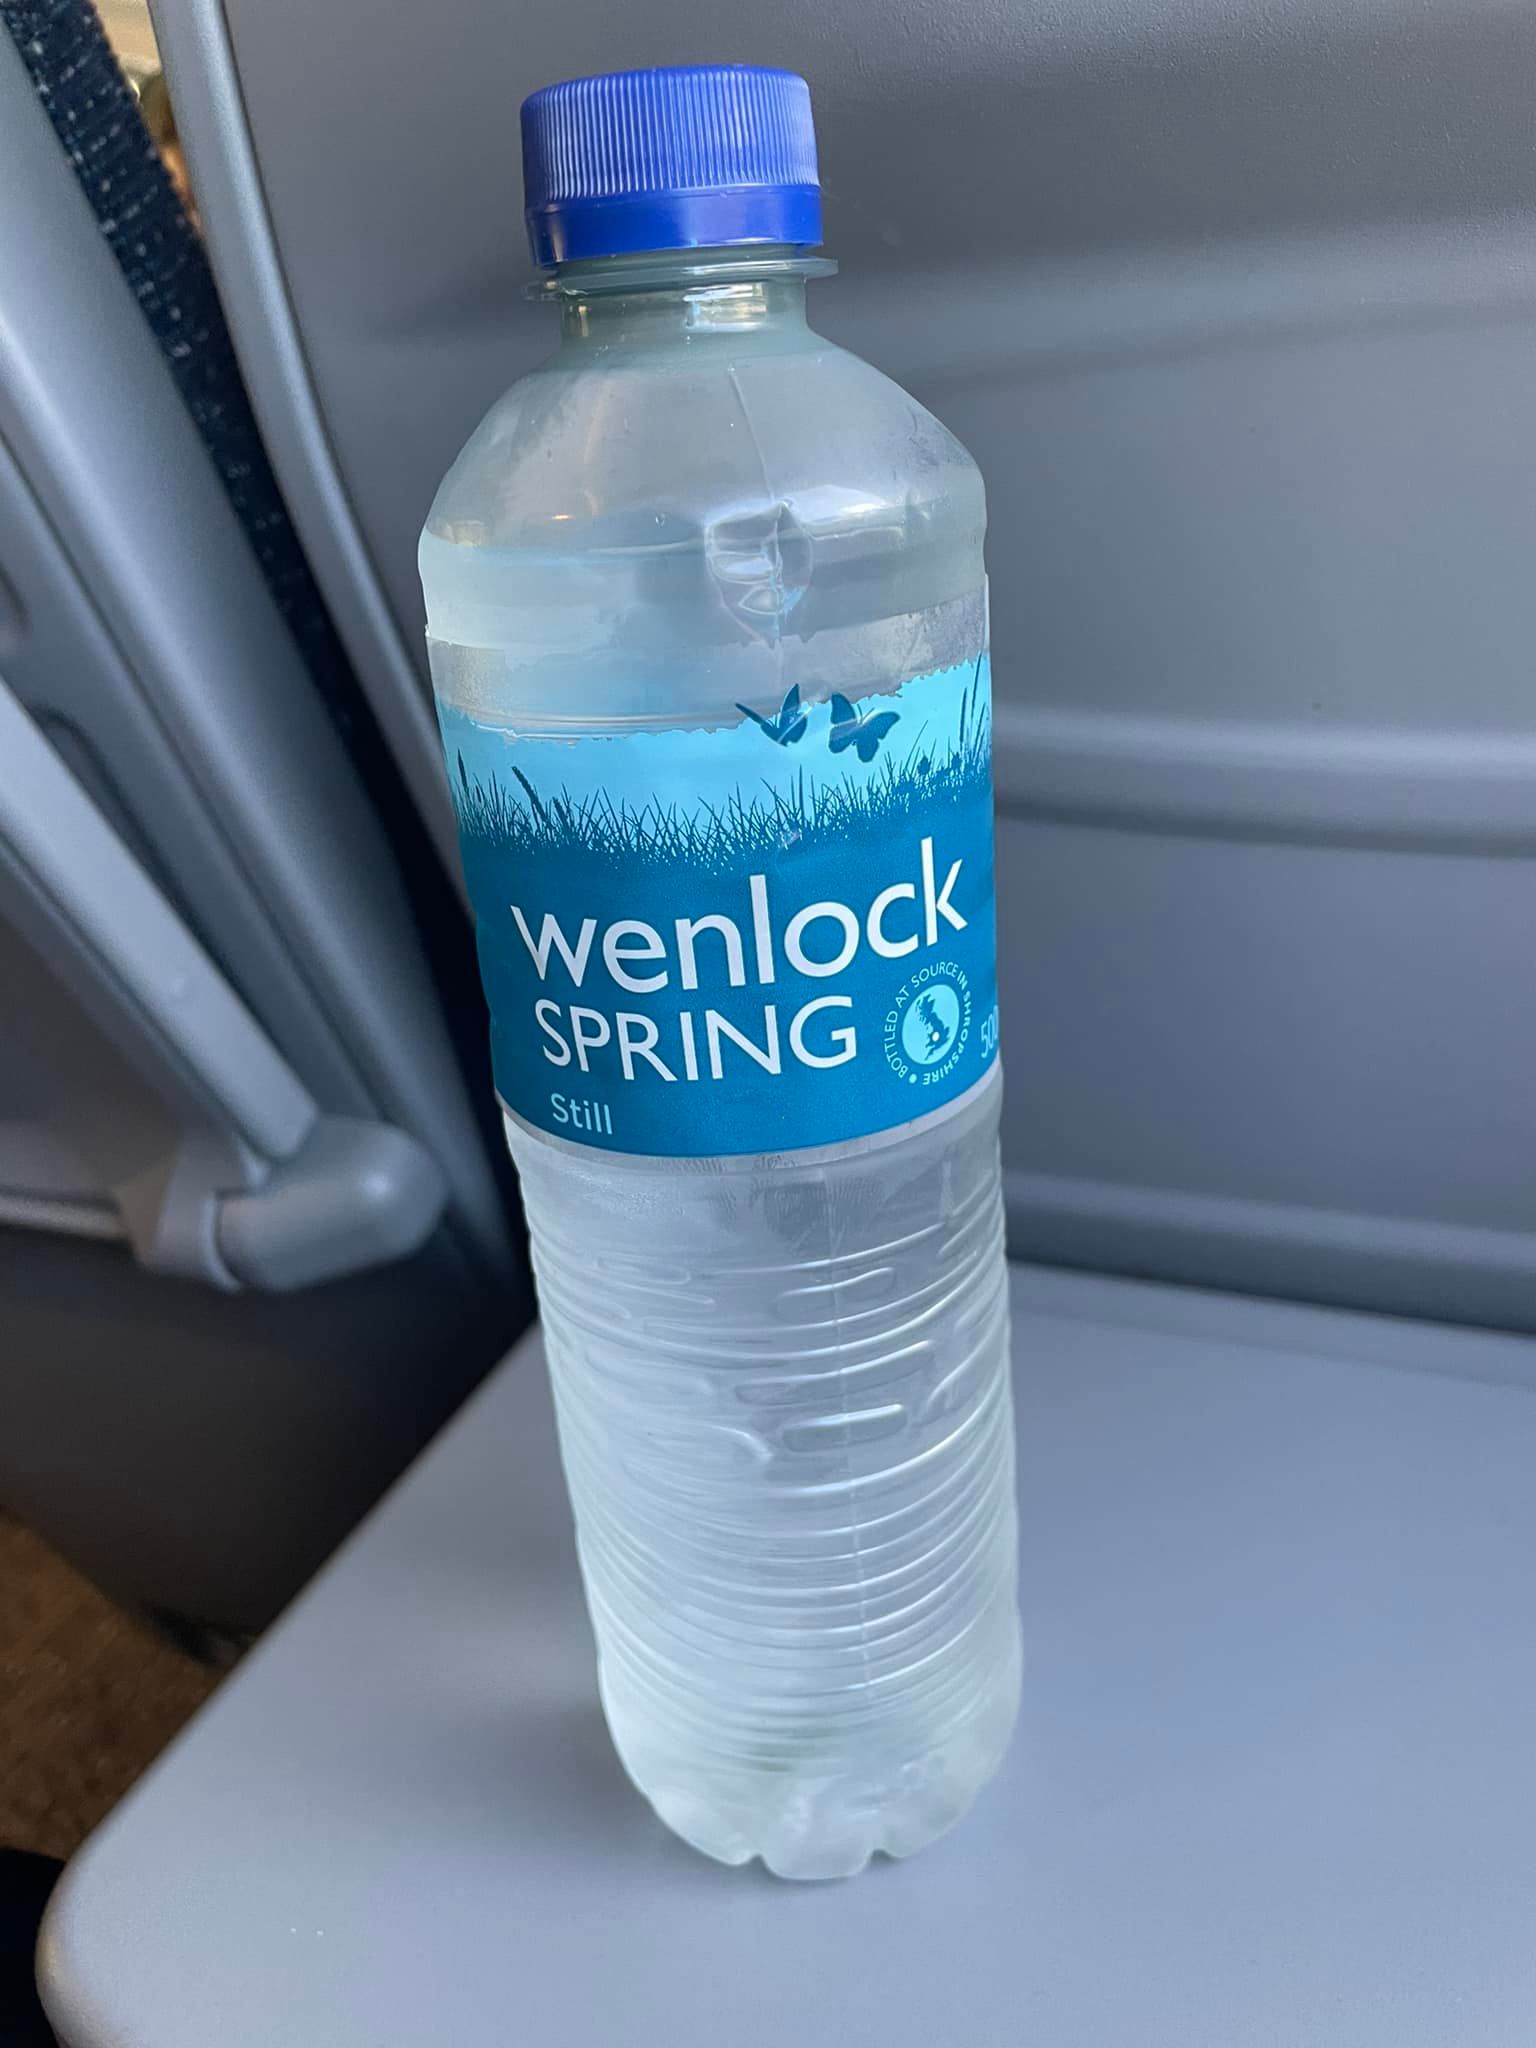 wenlock
SPRING
BOTTLED AT SOURCE IN SHROPSHIRE
Still